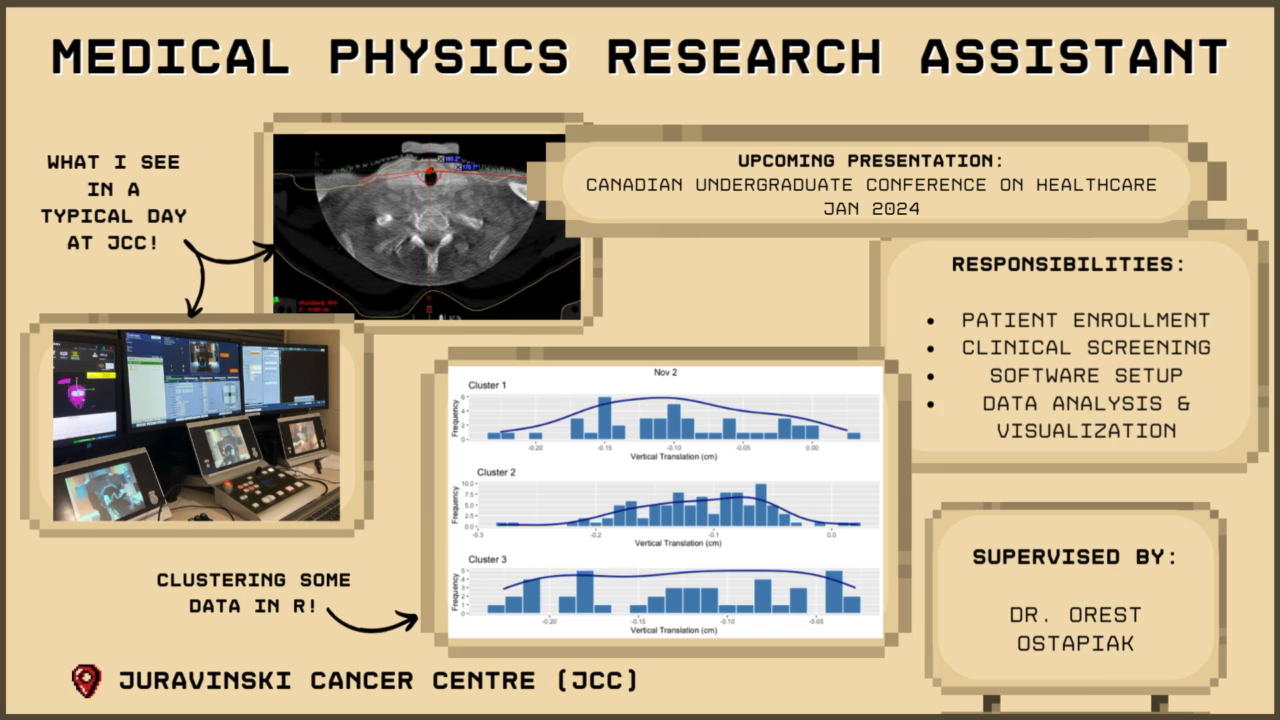 MEDICAL PHYSICS RESEARCH ASSISTANT
WHAT I SEE
IN A
TYPICAL DAY
AT JCC!
UPCOMING PRESENTATION:
CANADIAN UNDERGRADUATE CONFERENCE ON HEALTHCARE
JAN 2024
RESPONSIBILITIES:
• PATIENT ENROLLMENT
• CLINICAL SCREENING
• SOFTWARE SETUP
• DATA ANALYSIS &
VISUALIZATION
Nov 2
Cluster 1
Frequency
6
4
2
0
-0.20 -0.15 -0.10 -0.05 0.00
Vertical Translation (cm)
Cluster 2
Frequency
10.0
7.5
5.0
2.5
0.0
-0.3 -0.2 -0.1 0.0
Vertical Translation (cm)
Cluster 3
Frequency
5
4
3
2
1
0
-0.20 -0.15 -0.10 -0.05
Vertical Translation (cm)
CLUSTERING SOME
DATA IN R!
SUPERVISED BY:
DR. OREST
OSTAPIAK
JURAVINSKI CANCER CENTRE (JCC)